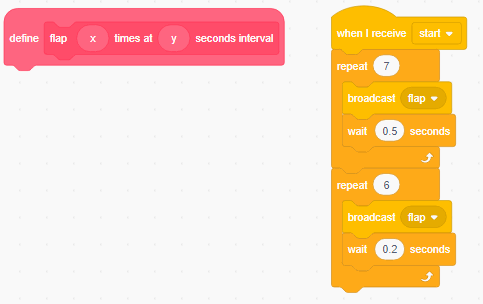 define flap x times at y seconds interval
when I receive start
repeat 7
broadcast flap
wait 0.5 seconds
repeat 6
broadcast flap
wait 0.2 seconds